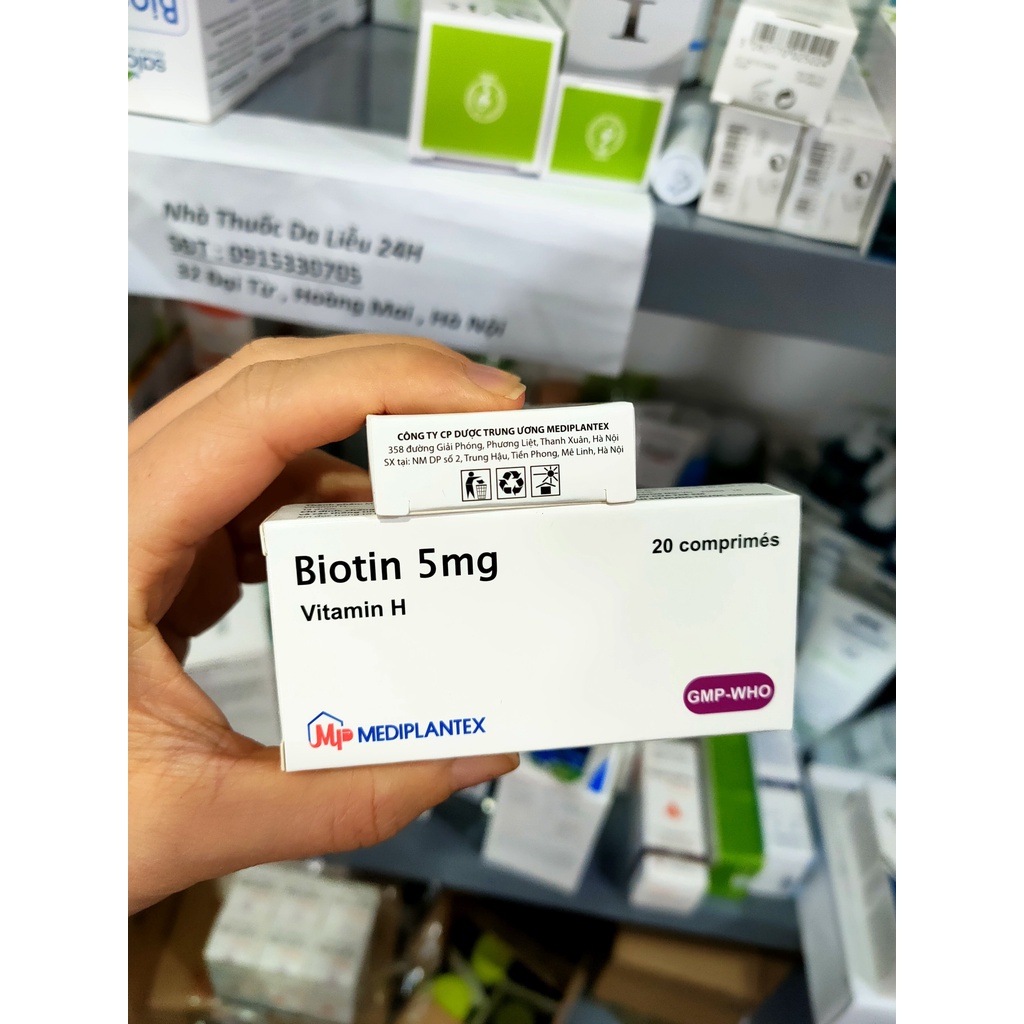 Nhà Thuốc Da Liễu 24H
SĐT : 0915330705
32 Đại Từ , Hoàng Mai , Hà Nội
CÔNG TY CP DƯỢC TRUNG ƯƠNG MEDIPLANTEX
358 đường Giải Phóng, Phương Liệt, Thanh Xuân, Hà Nội
SX tại: NM DP số 2, Trung Hậu, Tiền Phong, Mê Linh, Hà Nội
Biotin 5mg
20 comprimés
Vitamin H
GMP-WHO
MP MEDIPLANTEX